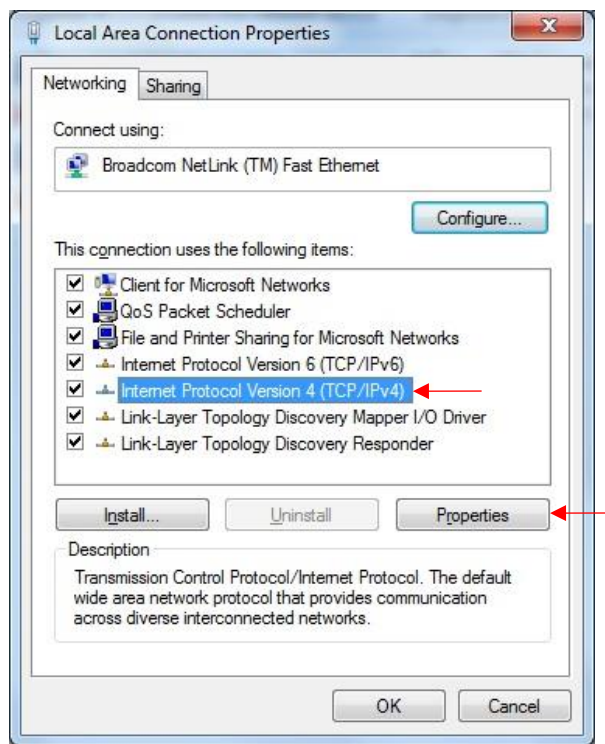 Local Area Connection Properties
Networking
Sharing
Connect using:
Broadcom NetLink (TM) Fast Ethernet
Configure...
This connection uses the following items:
Client for Microsoft Networks
QoS Packet Scheduler
File and Printer Sharing for Microsoft Networks
Internet Protocol Version 6 (TCP/IPv6)
Internet Protocol Version 4 (TCP/IPv4)
Link-Layer Topology Discovery Mapper I/O Driver
Link-Layer Topology Discovery Responder
Install...
Uninstall
Properties
Description
Transmission Control Protocol/Internet Protocol. The default
wide area network protocol that provides communication
across diverse interconnected networks.
OK
Cancel